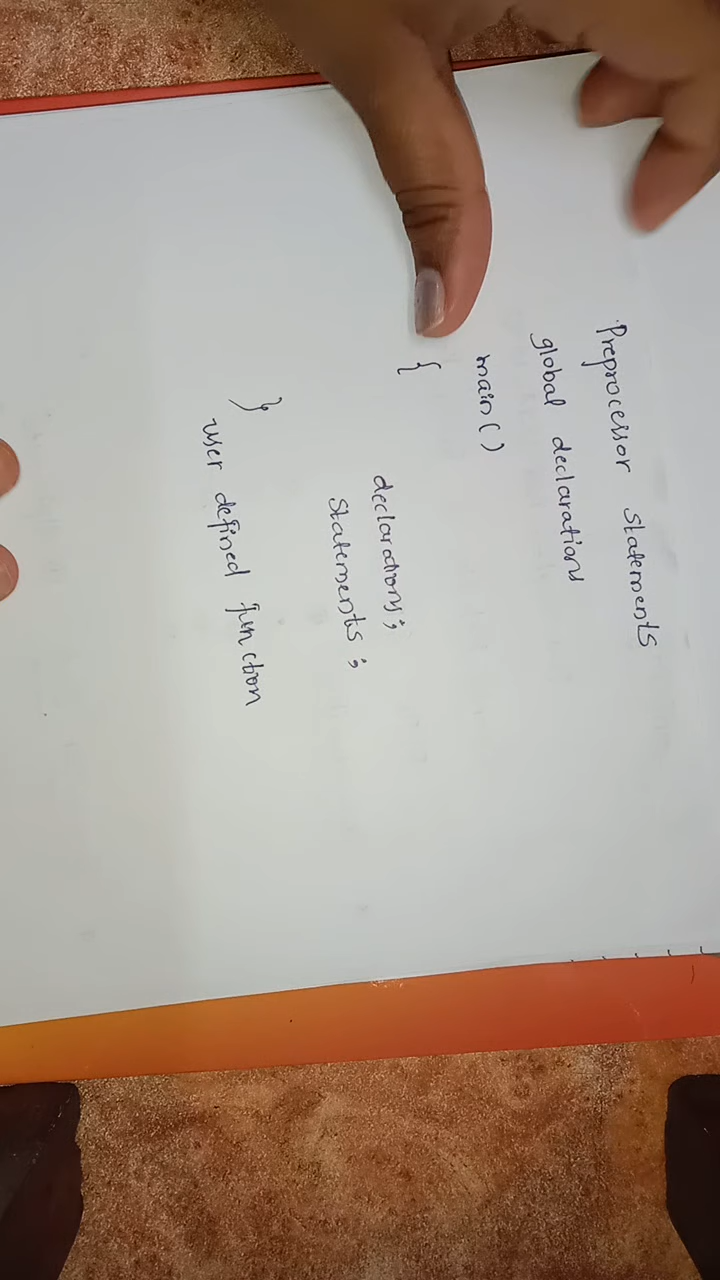 Preprocessor Statements
global declarations
main()
{
declarations;
Statements;
}
user defined function